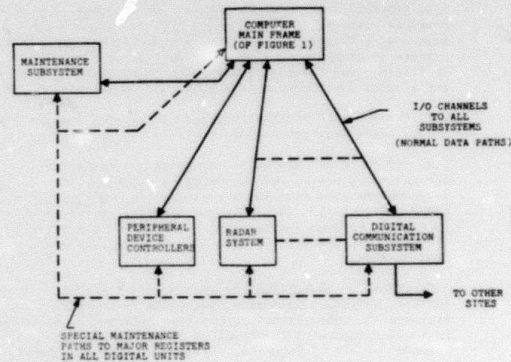 COMPUTER
MAIN FRAME
(OF FIGURE 1)
MAINTENANCE
SUBSYSTEM
I/O CHANNELS
TO ALL
SUBSYSTEMS
(NORMAL DATA PATHS)
PERIPHERAL
DEVICE
CONTROLLERS
RADAR
SYSTEM
DIGITAL
COMMUNICATION
SUBSYSTEM
TO OTHER
SITES
SPECIAL MAINTENANCE
PATHS TO MAJOR REGISTERS
IN ALL DIGITAL UNITS